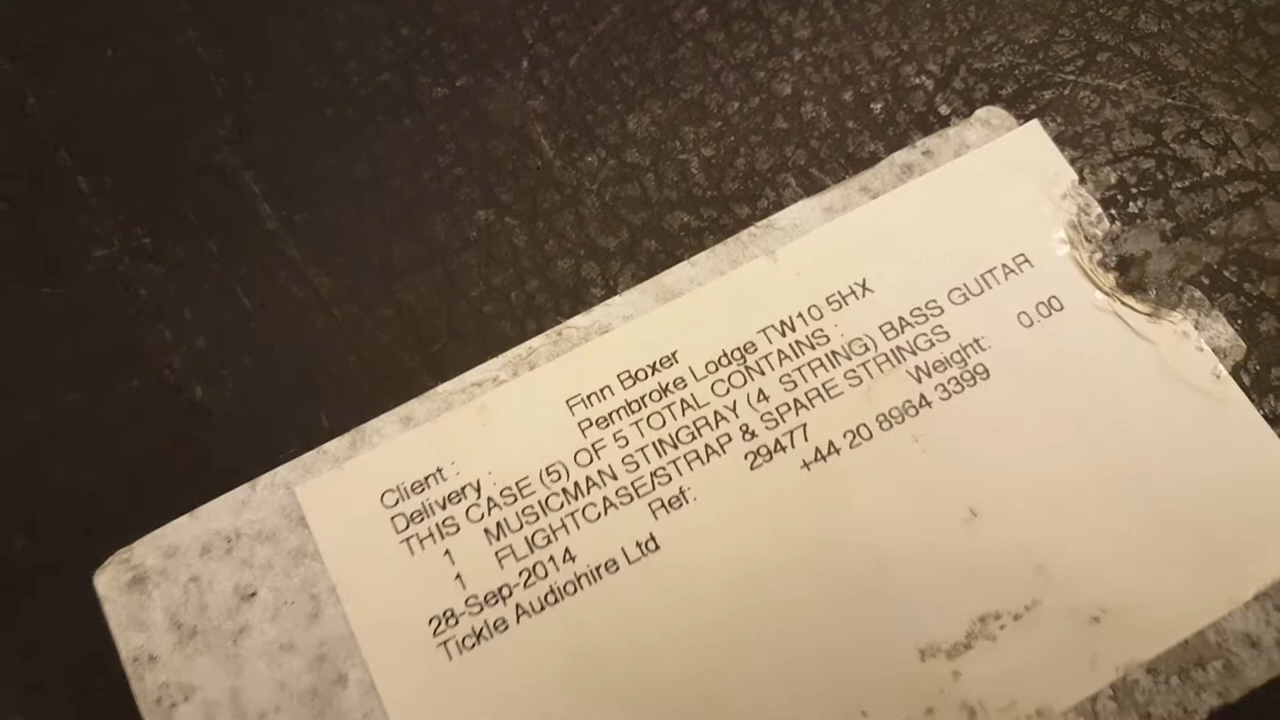 Client : Finn Boxer
Delivery : Pembroke Lodge TW10 5HX
THIS CASE (5) OF 5 TOTAL CONTAINS :
1 MUSICMAN STINGRAY (4 STRING) BASS GUITAR
1 FLIGHTCASE/STRAP & SPARE STRINGS
28-Sep-2014 Ref: 29477 Weight: 0.00
Tickle Audiohire Ltd +44 20 8964 3399